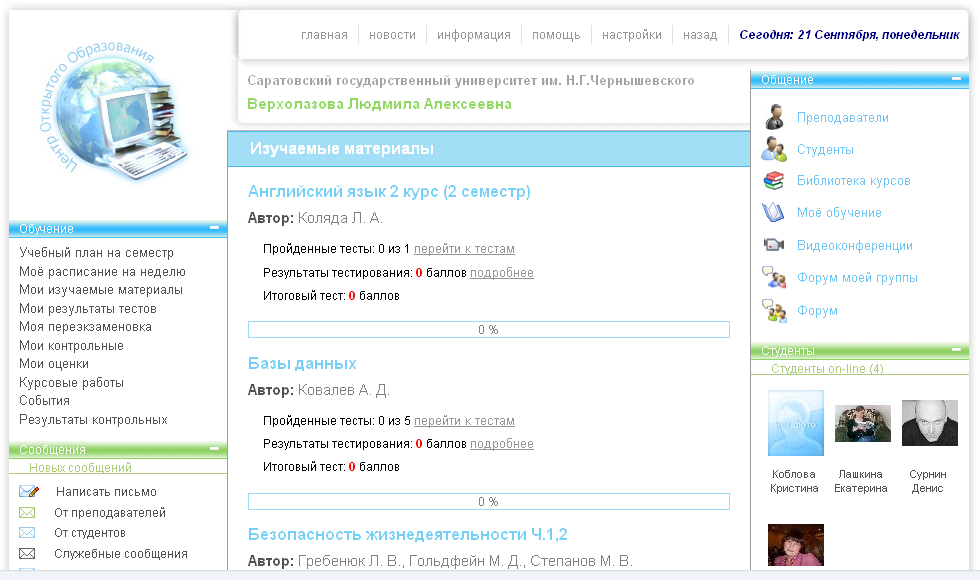 главная новости информация помощь настройки назад Сегодня: 21 Сентября, понедельник
Центр Открытого Образования
Саратовский государственный университет им. Н.Г.Чернышевского
Верхолазова Людмила Алексеевна
Обучение
Учебный план на семестр
Моё расписание на неделю
Мои изучаемые материалы
Мои результаты тестов
Моя переэкзаменовка
Мои контрольные
Мои оценки
Курсовые работы
События
Результаты контрольных
Сообщения
Новых сообщений
Написать письмо
От преподавателей
От студентов
Служебные сообщения
Изучаемые материалы
Английский язык 2 курс (2 семестр)
Автор: Коляда Л. А.
Пройденные тесты: 0 из 1 перейти к тестам
Результаты тестирования: 0 баллов подробнее
Итоговый тест: 0 баллов
0 %
Базы данных
Автор: Ковалев А. Д.
Пройденные тесты: 0 из 5 перейти к тестам
Результаты тестирования: 0 баллов подробнее
Итоговый тест: 0 баллов
0 %
Безопасность жизнедеятельности Ч.1,2
Автор: Гребенюк Л. В., Гольдфейн М. Д., Степанов М. В.
Общение
Преподаватели
Студенты
Библиотека курсов
Моё обучение
Видеоконференции
Форум моей группы
Форум
Студенты
Студенты on-line (4)
нет фото
Коблова
Кристина
Лашкина
Екатерина
Сурнин
Денис